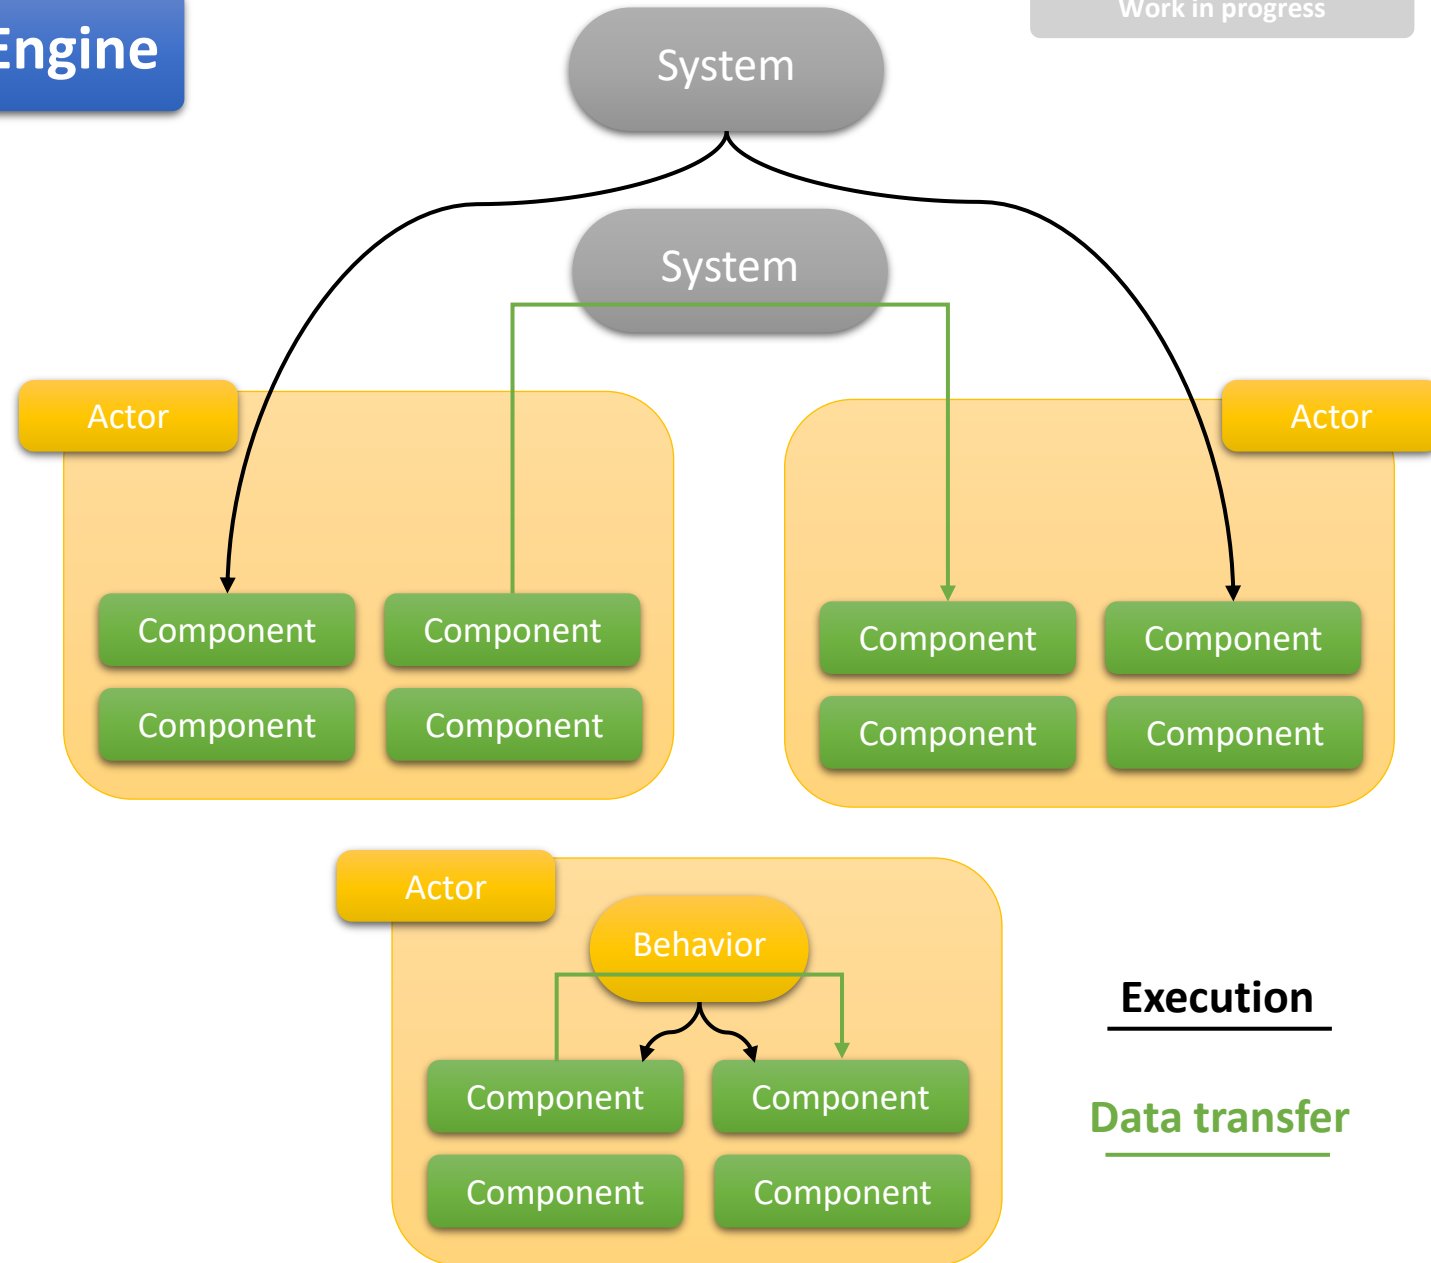 Engine
Work in progress
System
System
Actor
Actor
Component
Component
Component
Component
Component
Component
Component
Component
Actor
Behavior
Component
Component
Component
Component
Execution
Data transfer